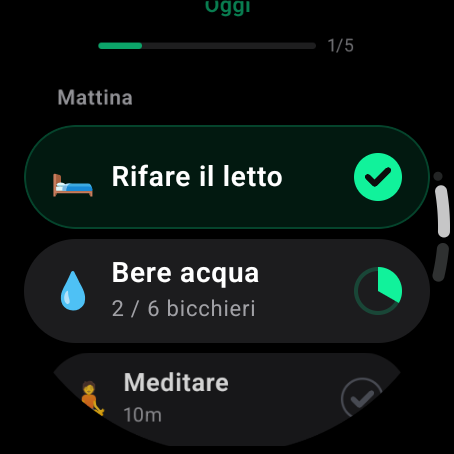 Oggi
1/5
Mattina
Rifare il letto
Bere acqua
2 / 6 bicchieri
Meditare
10m